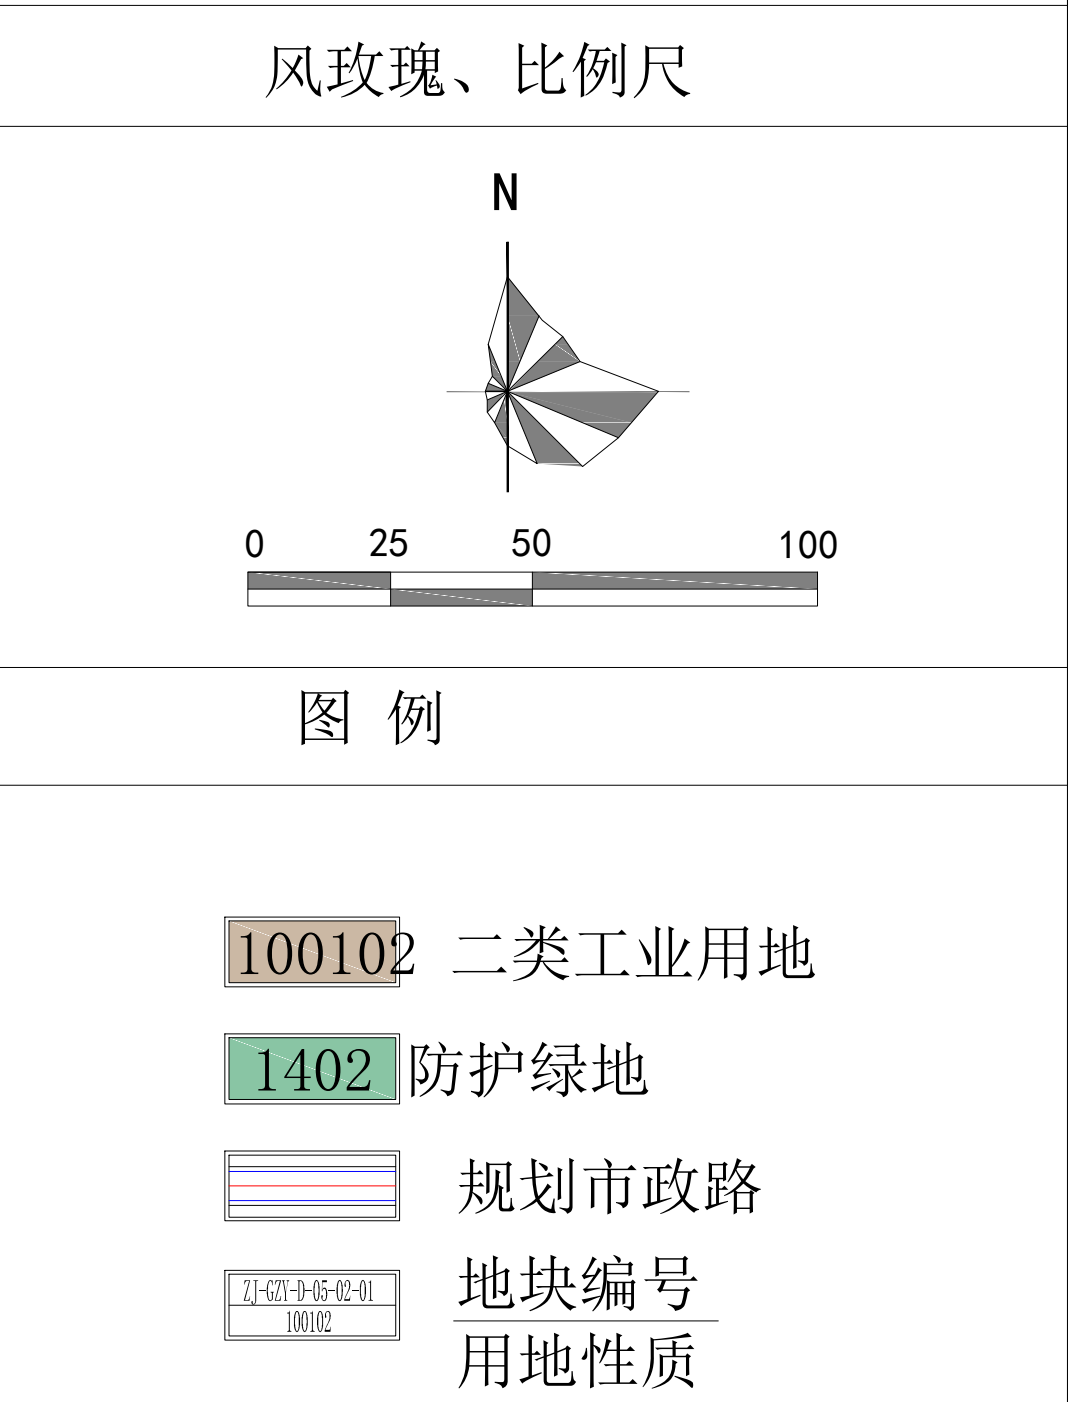 风玫瑰、比例尺
N
0 25 50 100
图 例
100102 二类工业用地
1402 防护绿地
规划市政路
ZJ-GZY-D-05-02-01
100102
地块编号
用地性质